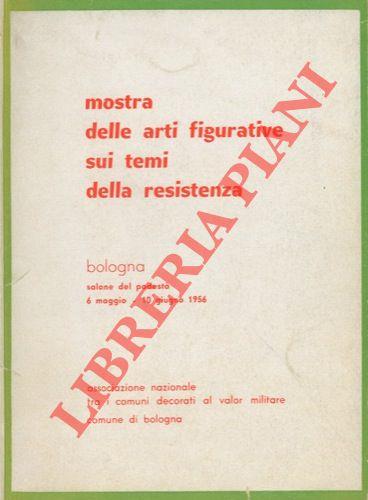 mostra
delle arti figurative
sui temi
della resistenza
bologna
salone del podestà
6 maggio - 10 giugno 1956
associazione nazionale
tra i comuni decorati al valor militare
comune di bologna
LIBRERIA PIANI